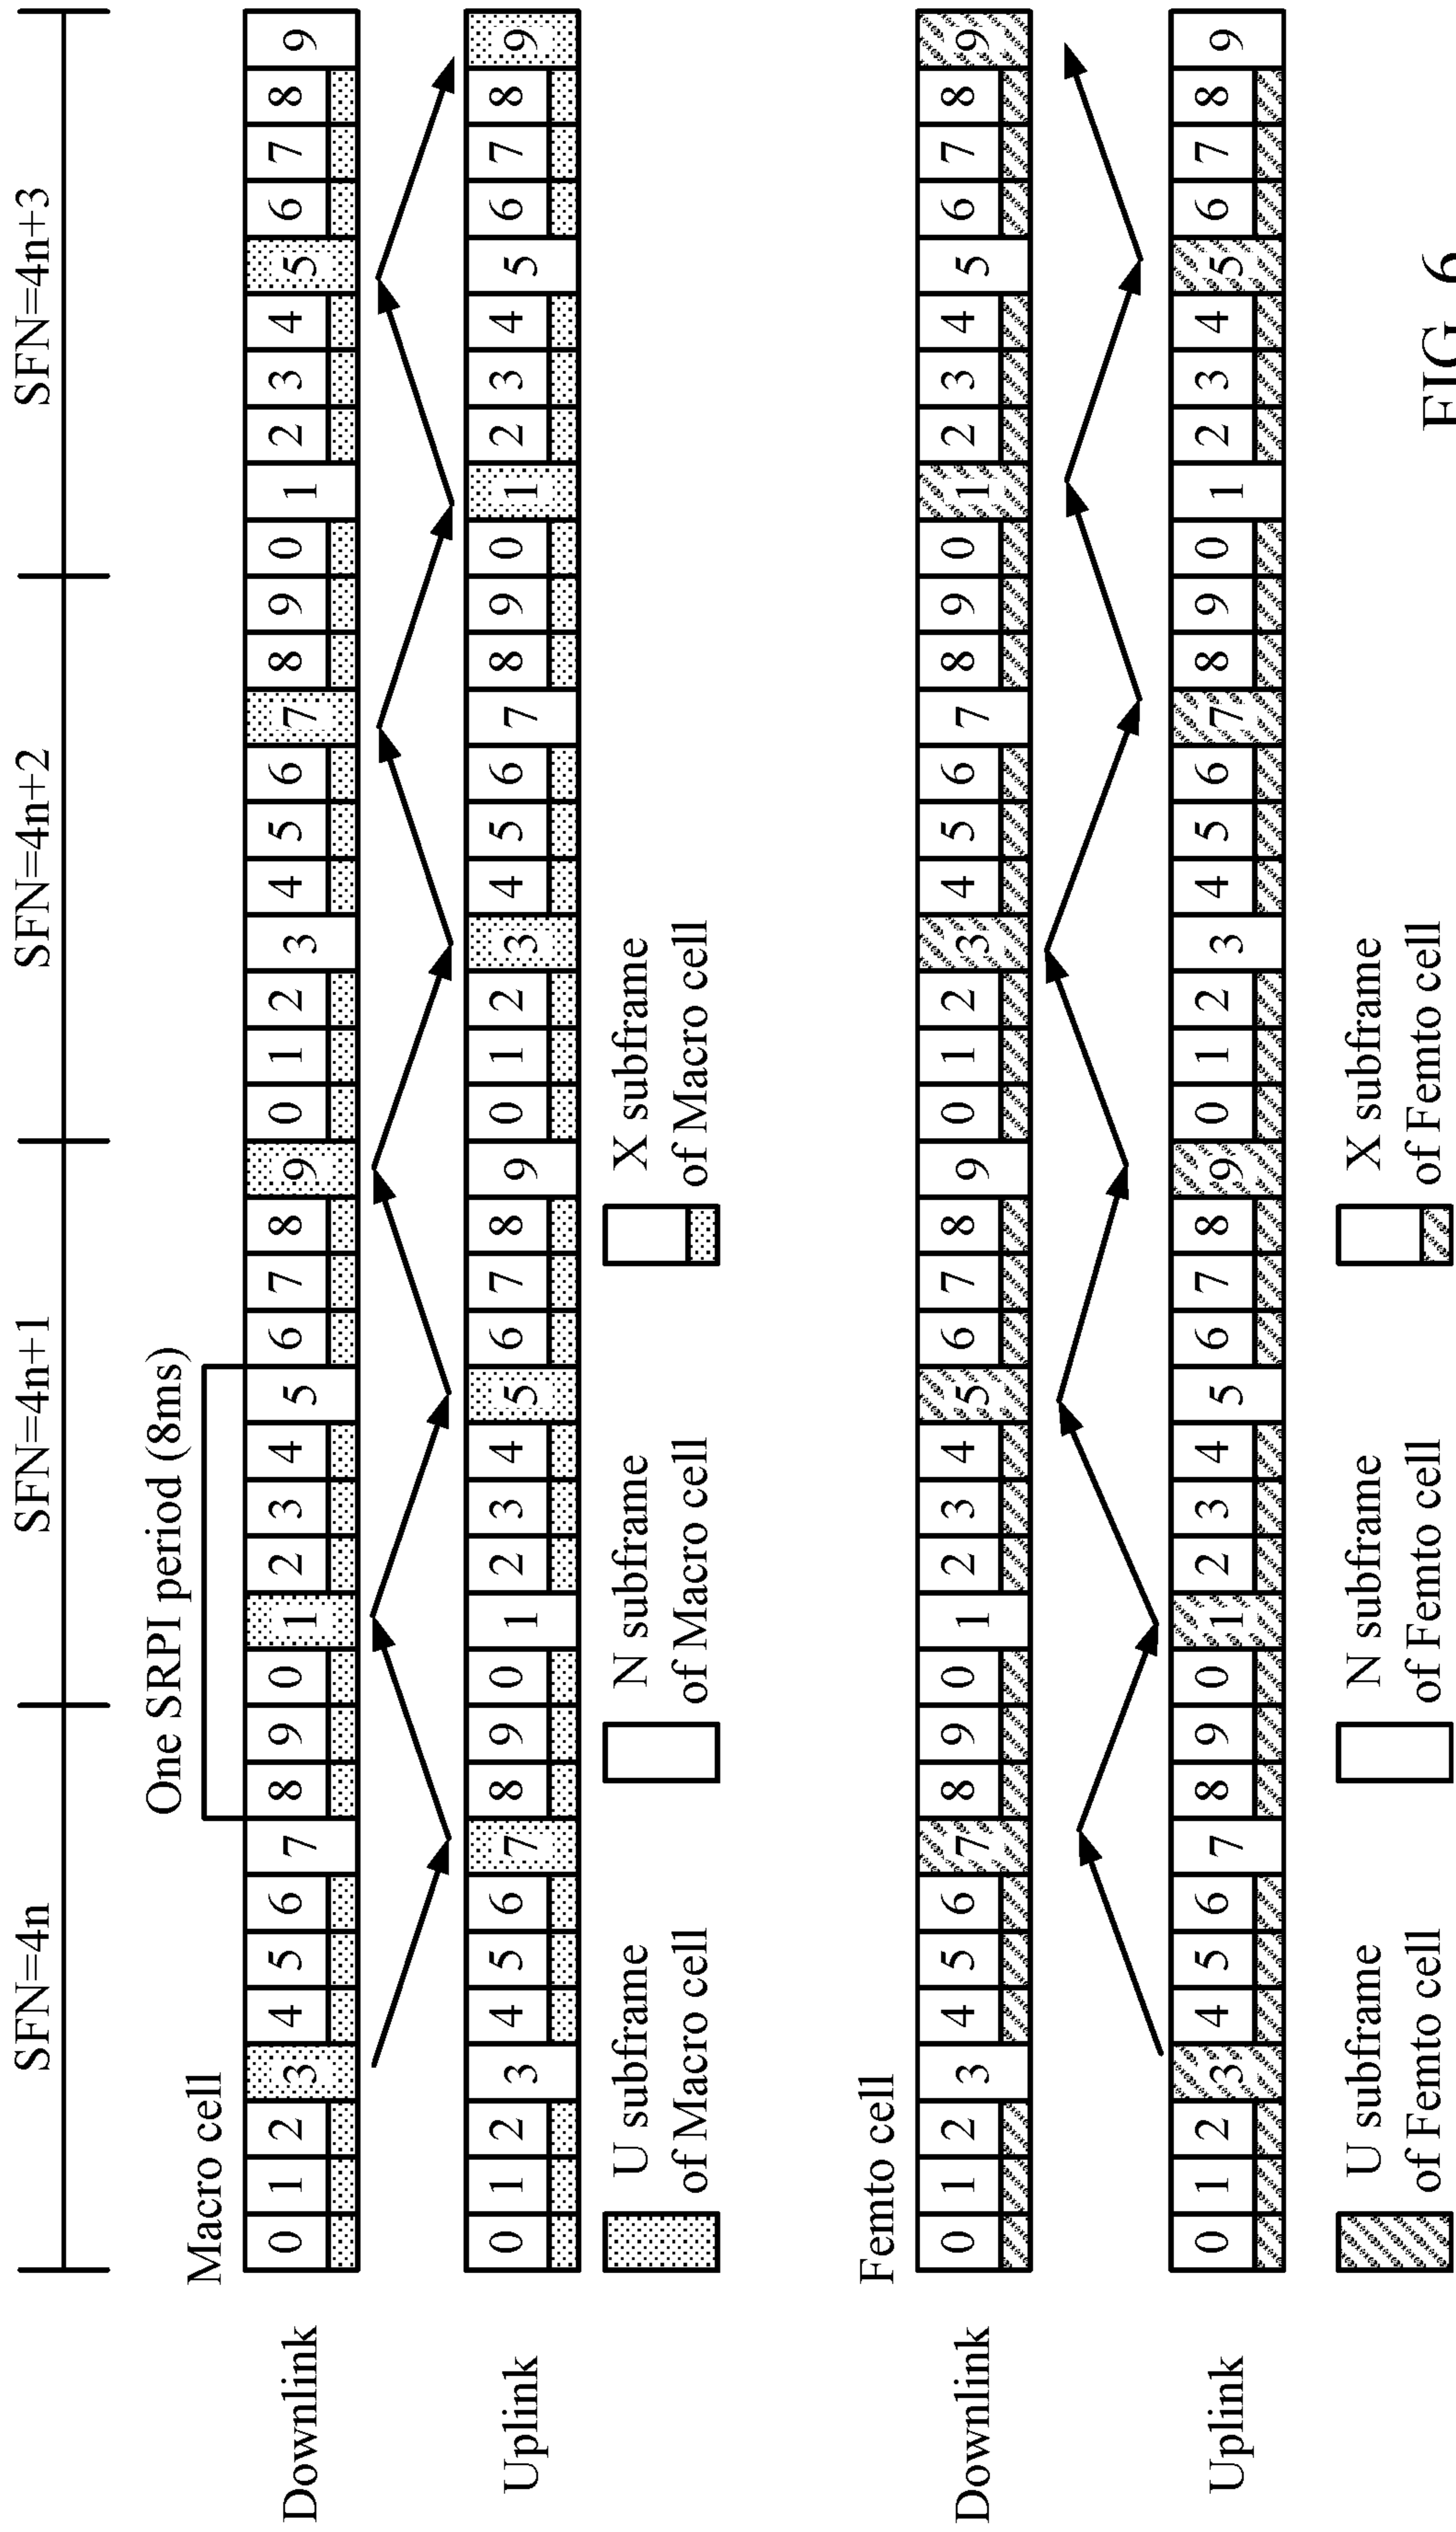 SFN=4n SFN=4n+1 SFN=4n+2 SFN=4n+3
One SRPI period (8ms)
Macro cell
Downlink 0 1 2 3 4 5 6 7 8 9 0 1 2 3 4 5 6 7 8 9 0 1 2 3 4 5 6 7 8 9 0 1 2 3 4 5 6 7 8 9
Uplink 0 1 2 3 4 5 6 7 8 9 0 1 2 3 4 5 6 7 8 9 0 1 2 3 4 5 6 7 8 9 0 1 2 3 4 5 6 7 8 9
U subframe
of Macro cell
N subframe
of Macro cell
X subframe
of Macro cell
Femto cell
Downlink 0 1 2 3 4 5 6 7 8 9 0 1 2 3 4 5 6 7 8 9 0 1 2 3 4 5 6 7 8 9 0 1 2 3 4 5 6 7 8 9
Uplink 0 1 2 3 4 5 6 7 8 9 0 1 2 3 4 5 6 7 8 9 0 1 2 3 4 5 6 7 8 9 0 1 2 3 4 5 6 7 8 9
U subframe
of Femto cell
N subframe
of Femto cell
X subframe
of Femto cell
FIG. 6